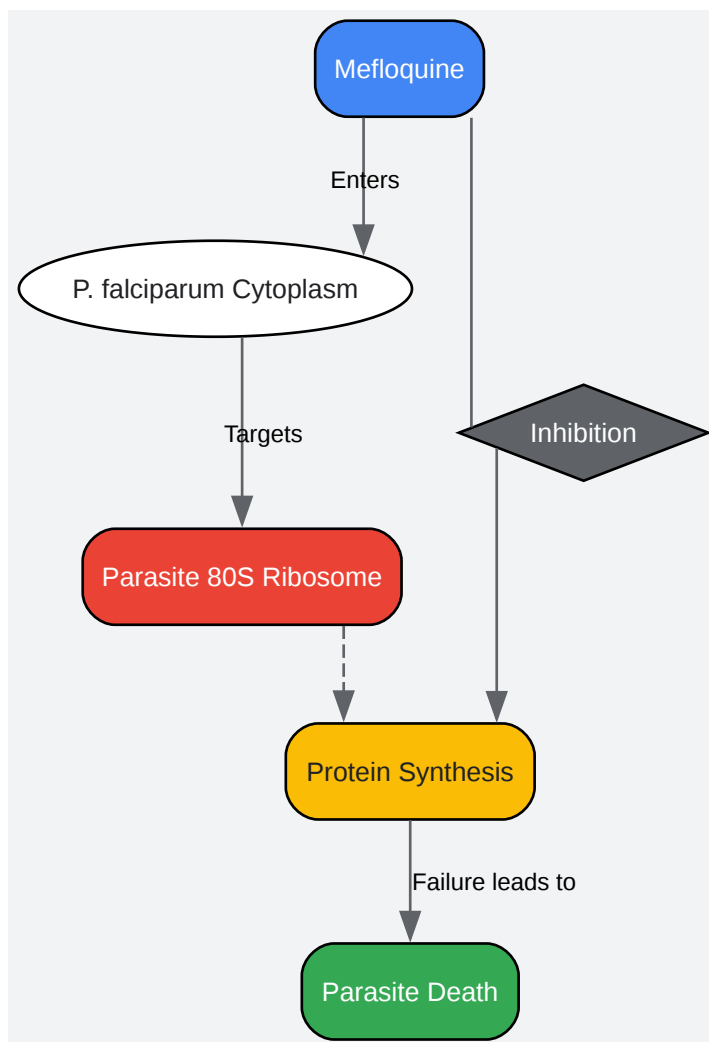 Mefloquine
Enters
P. falciparum Cytoplasm
Targets
Inhibition
Parasite 80S Ribosome
Protein Synthesis
Failure leads to
Parasite Death